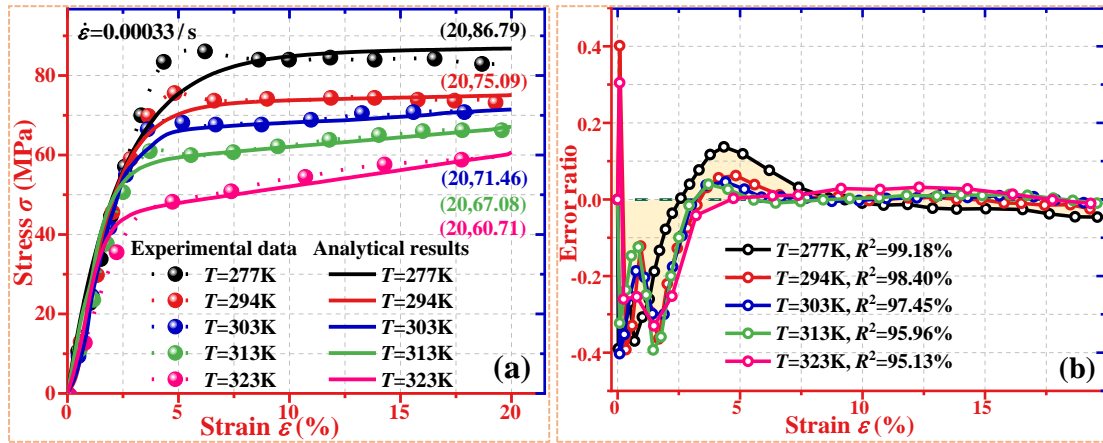 ε̇=0.00033/s
(20,86.79)
80
(20,75.09)
60
(20,71.46)
40
(20,67.08)
(20,60.71)
Experimental data Analytical results
T=277K T=277K
T=294K T=294K
20
T=303K T=303K
T=313K T=313K
T=323K T=323K
(a)
0
0 5 10 15 20
Strain ε (%)
Stress σ (MPa)
0.4
0.2
0.0
-0.2
-0.4
T=277K, R²=99.18%
T=294K, R²=98.40%
T=303K, R²=97.45%
T=313K, R²=95.96%
T=323K, R²=95.13%
(b)
0 5 10 15
Strain ε (%)
Error ratio